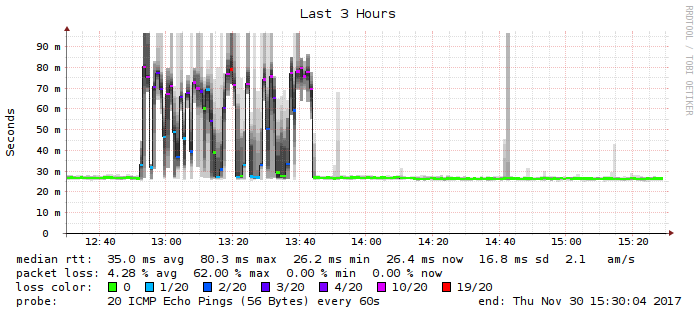 Last 3 Hours
RRDTOOL / TOBI OETIKER
Seconds
90 m
80 m
70 m
60 m
50 m
40 m
30 m
20 m
10 m
0
12:40 13:00 13:20 13:40 14:00 14:20 14:40 15:00 15:20
median rtt: 35.0 ms avg 80.3 ms max 26.2 ms min 26.4 ms now 16.8 ms sd 2.1 am/s
packet loss: 4.28 % avg 62.00 % max 0.00 % min 0.00 % now
loss color: 0 1/20 2/20 3/20 4/20 10/20 19/20
probe: 20 ICMP Echo Pings (56 Bytes) every 60s end: Thu Nov 30 15:30:04 2017